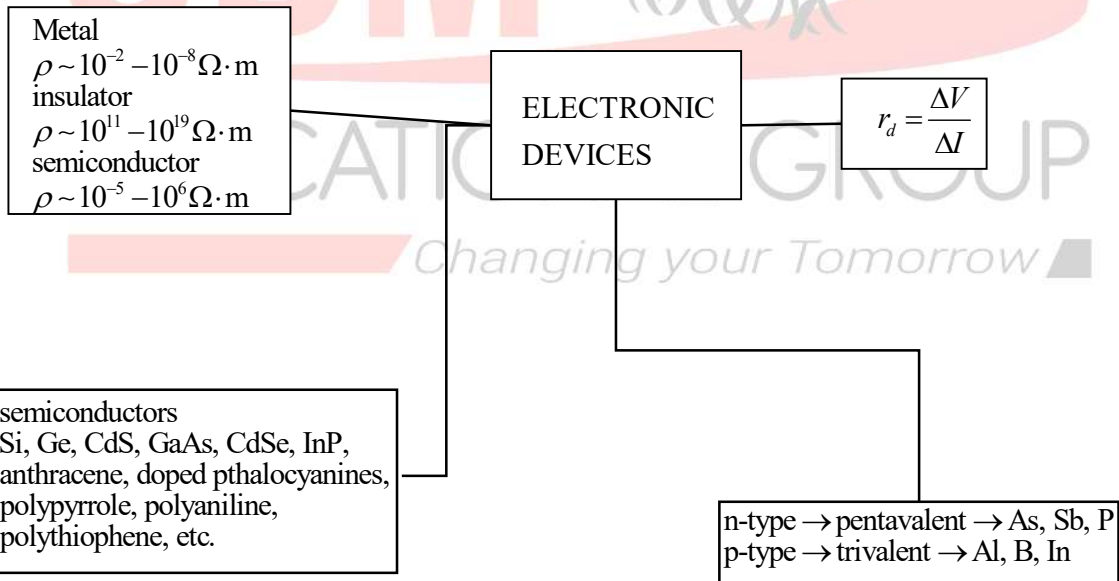 Metal
ρ ~ 10⁻² – 10⁻⁸ Ω · m
insulator
ρ ~ 10¹¹ – 10¹⁹ Ω · m
semiconductor
ρ ~ 10⁻⁵ – 10⁶ Ω · m
ELECTRONIC
DEVICES
r_d = ΔV/ΔI
GROUP
Changing your Tomorrow
semiconductors
Si, Ge, CdS, GaAs, CdSe, InP,
anthracene, doped pthalocyanines,
polypyrrole, polyaniline,
polythiophene, etc.
n-type → pentavalent → As, Sb, P
p-type → trivalent → Al, B, In